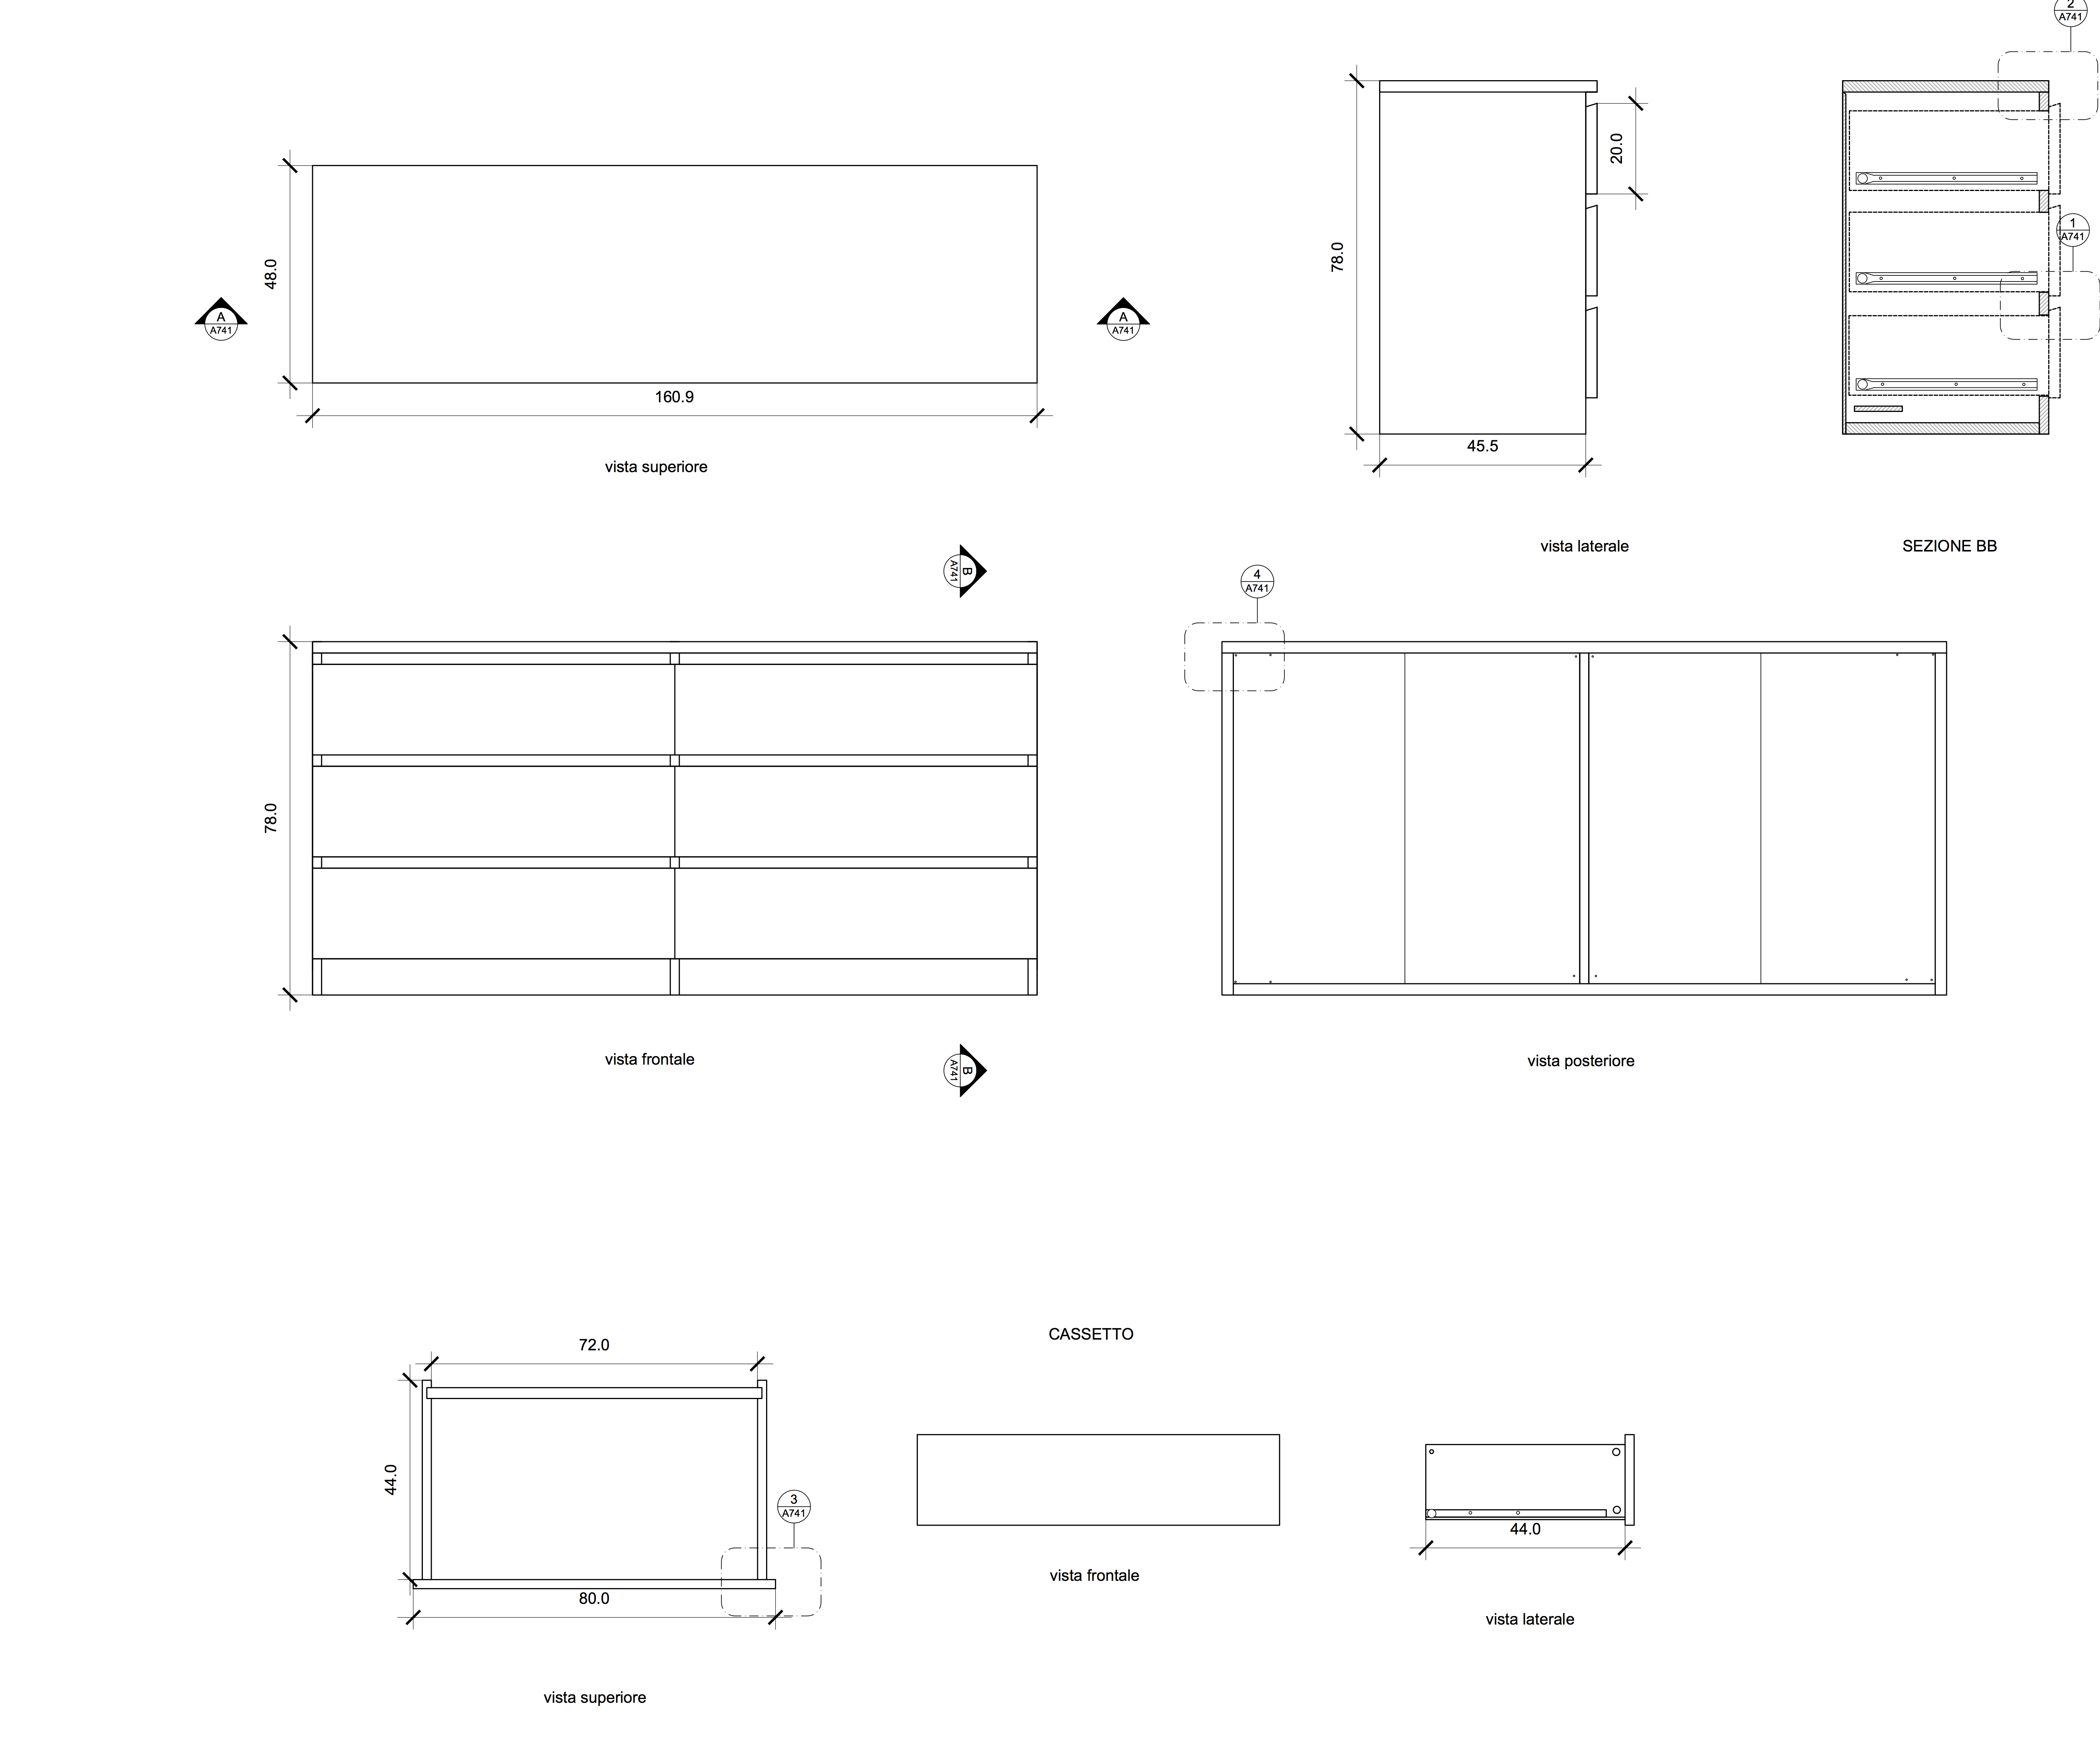 2
A741
20.0
78.0
48.0
1
A741
A
A741
A
A741
160.9
45.5
vista superiore
vista laterale
SEZIONE BB
B
A741
4
A741
78.0
vista frontale
B
A741
vista posteriore
CASSETTO
72.0
44.0
3
A741
44.0
80.0
vista frontale
vista laterale
vista superiore